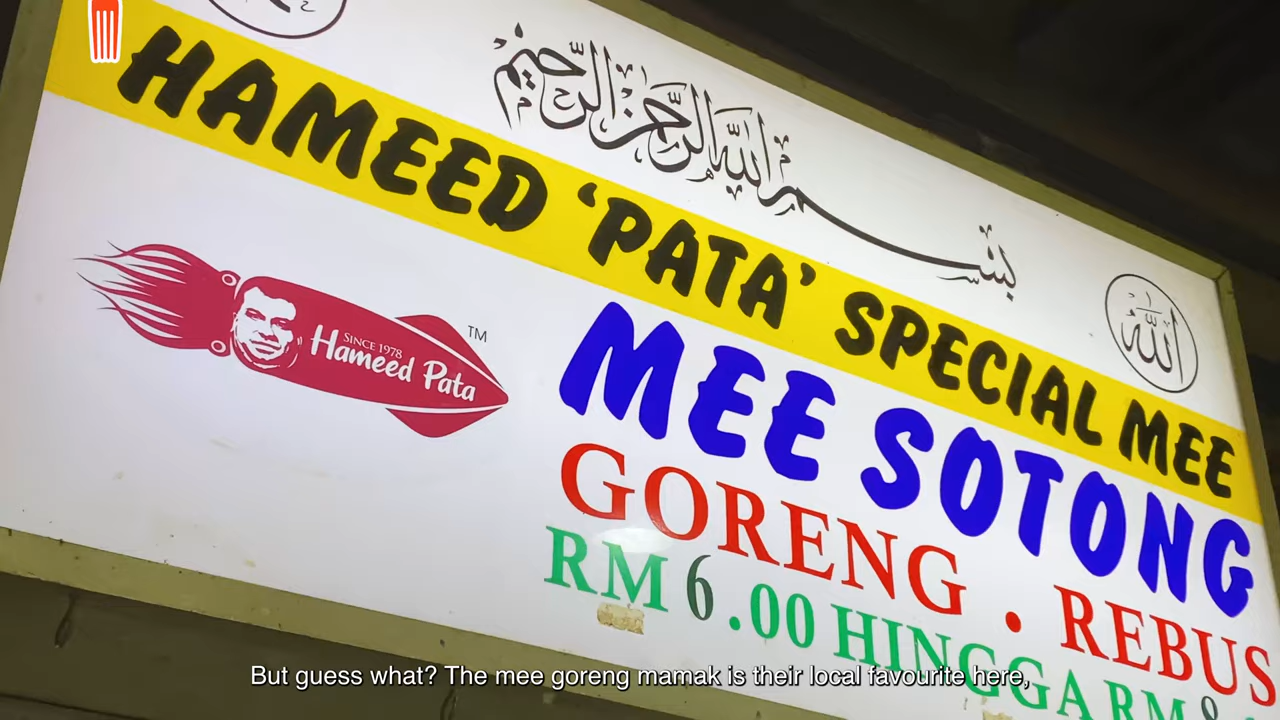 بسم الله الرحمن الرحيم
الله
HAMEED ‘PATA’ SPECIAL MEE
SINCE 1978
Hameed Pata
TM
MEE SOTONG
GORENG . REBUS
RM 6.00 HINGGA RM
But guess what? The mee goreng mamak is their local favourite here,